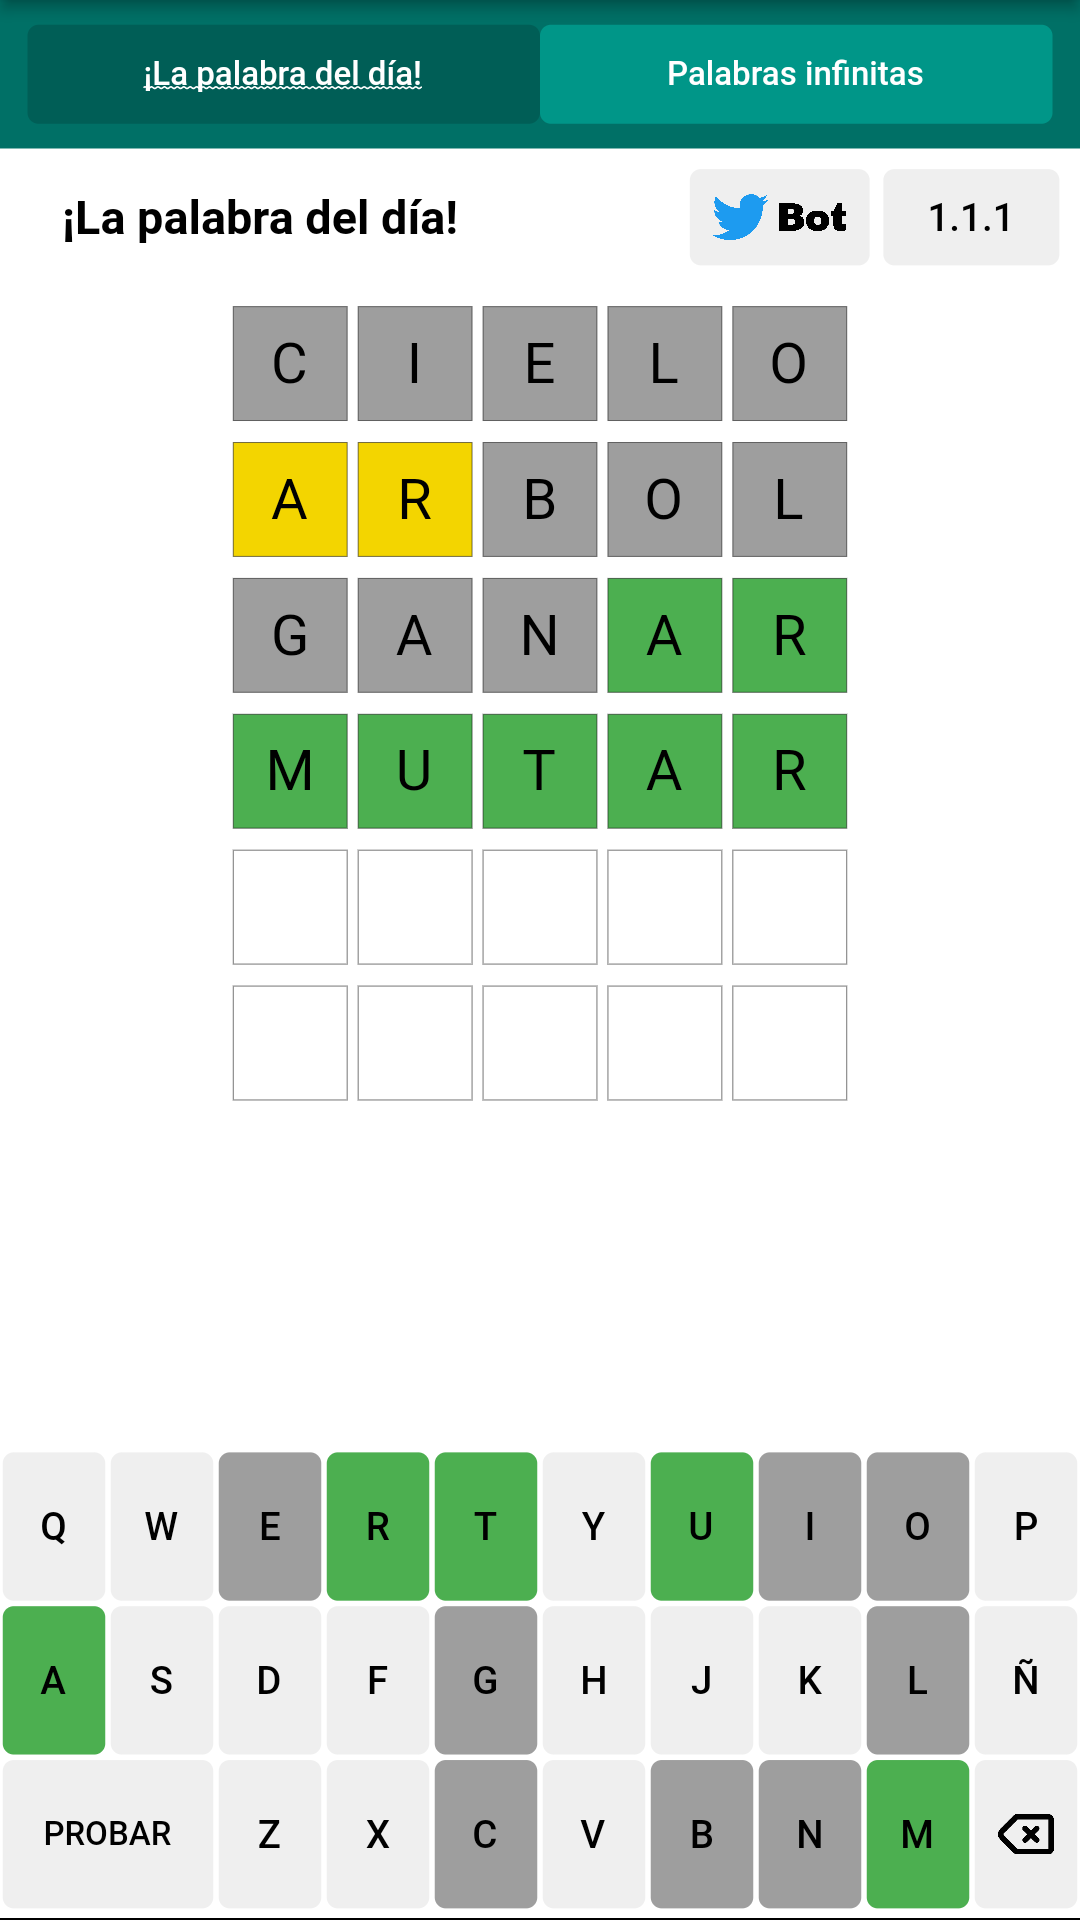 ¡La palabra del día! Palabras infinitas
¡La palabra del día! Bot 1.1.1
C I E L O
A R B O L
G A N A R
M U T A R
Q W E R T Y U I O P
A S D F G H J K L Ñ
PROBAR Z X C V B N M